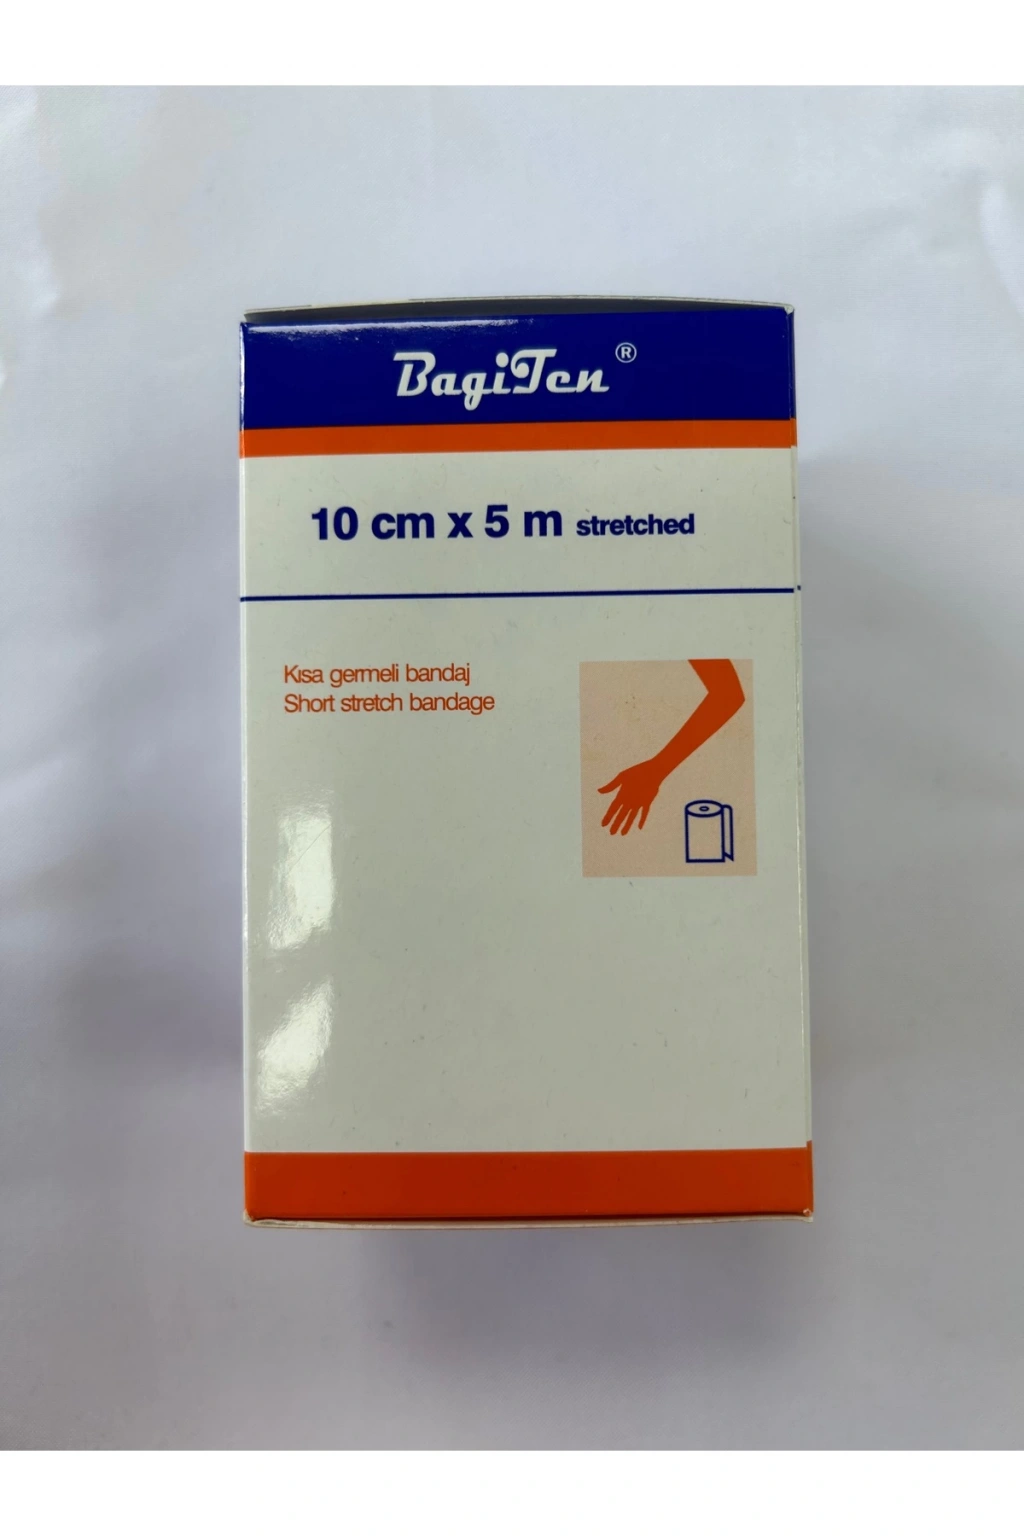 BagiTen ®
10 cm x 5 m stretched
Kısa germeli bandaj
Short stretch bandage